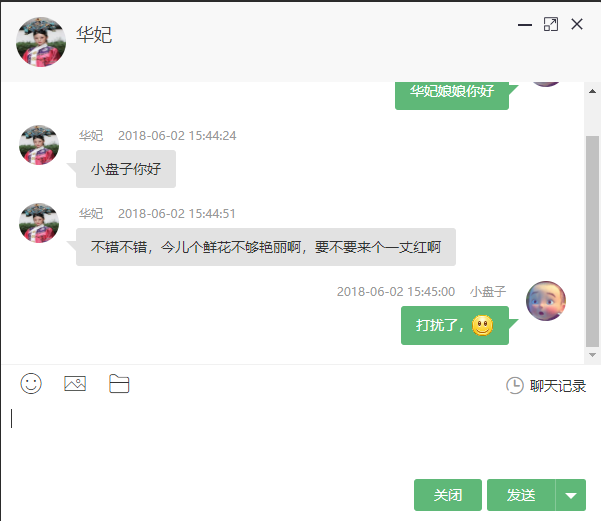 华妃
华妃娘娘你好
华妃 2018-06-02 15:44:24
小盘子你好
华妃 2018-06-02 15:44:51
不错不错，今儿个鲜花不够艳丽啊，要不要来个一丈红啊
2018-06-02 15:45:00 小盘子
打扰了，
聊天记录
关闭 发送